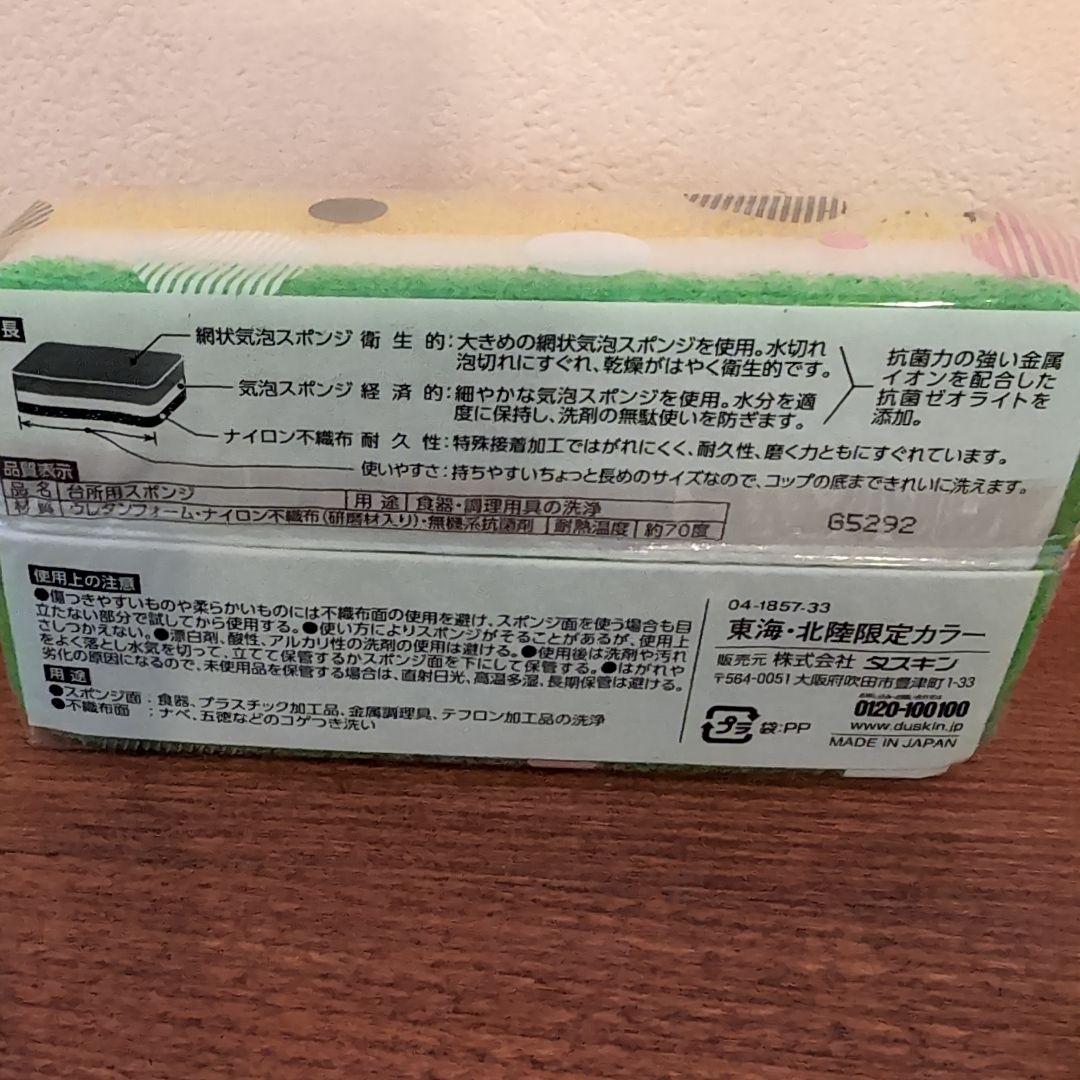 長
網状気泡スポンジ 衛生的:大きめの網状気泡スポンジを使用。水切れ
泡切れにすぐれ、乾燥がはやく衛生的です。
気泡スポンジ 経済的:細やかな気泡スポンジを使用。水分を適
度に保持し、洗剤の無駄使いを防ぎます。
抗菌力の強い金属
イオンを配合した
抗菌ゼオライトを
添加。
ナイロン不織布 耐久性:特殊接着加工ではがれにくく、耐久性、磨く力ともにすぐれています。
使いやすさ:持ちやすいちょっと長めのサイズなので、コップの底まできれいに洗えます。
品質表示
品名 台所用スポンジ 用途 食器・調理用具の洗浄
材質 ウレタンフォーム・ナイロン不織布(研磨材入り)・無機系抗菌剤 耐熱温度 約70度
G5292
使用上の注意
●傷つきやすいものや柔らかいものには不織布面の使用を避け、スポンジ面を使う場合も目
立たない部分で試してから使用する。●使い方によりスポンジがそることがあるが、使用上
さしつかえない。●漂白剤、酸性、アルカリ性の洗剤の使用は避ける。●使用後は洗剤や汚れ
をよく落とし水気を切って、立てて保管するかスポンジ面を下にして保管する。●はがれや
劣化の原因になるので、未使用品を保管する場合は、直射日光、高温多湿、長期保管は避ける。
用途
●スポンジ面:食器、プラスチック加工品、金属調理具、テフロン加工品の洗浄
●不織布面:ナベ、五徳などのコゲつき洗い
04-1857-33
東海・北陸限定カラー
販売元 株式会社 ダスキン
〒564-0051 大阪府吹田市豊津町1-33
0120-100100
www.duskin.jp
プラ 袋:PP
MADE IN JAPAN